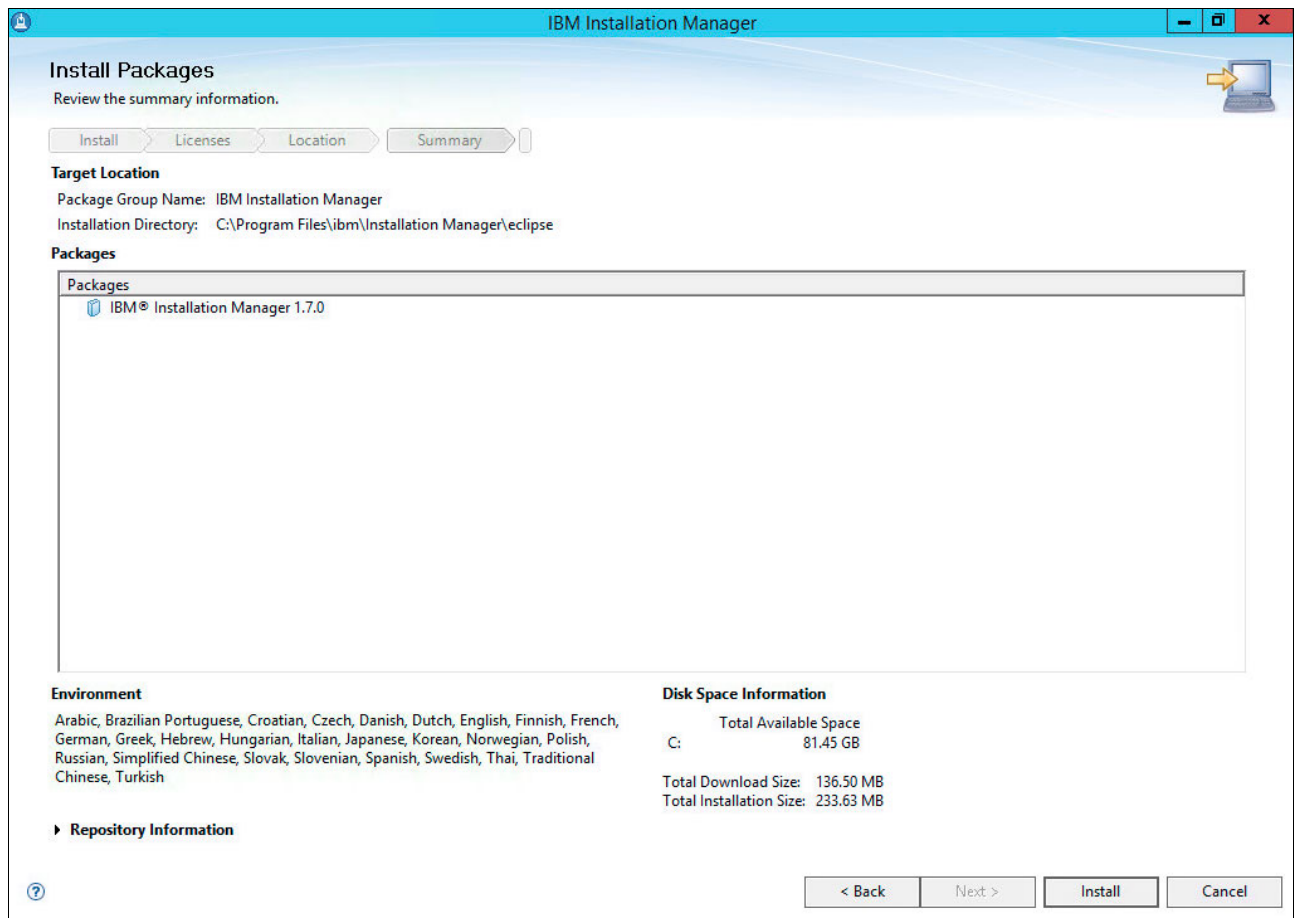 IBM Installation Manager
Install Packages
Review the summary information.
Install Licenses Location Summary
Target Location
Package Group Name: IBM Installation Manager
Installation Directory: C:\Program Files\ibm\Installation Manager\eclipse
Packages
Packages
IBM® Installation Manager 1.7.0
Environment
Arabic, Brazilian Portuguese, Croatian, Czech, Danish, Dutch, English, Finnish, French,
German, Greek, Hebrew, Hungarian, Italian, Japanese, Korean, Norwegian, Polish,
Russian, Simplified Chinese, Slovak, Slovenian, Spanish, Swedish, Thai, Traditional
Chinese, Turkish
Disk Space Information
Total Available Space
C: 81.45 GB
Total Download Size: 136.50 MB
Total Installation Size: 233.63 MB
Repository Information
? < Back Next > Install Cancel